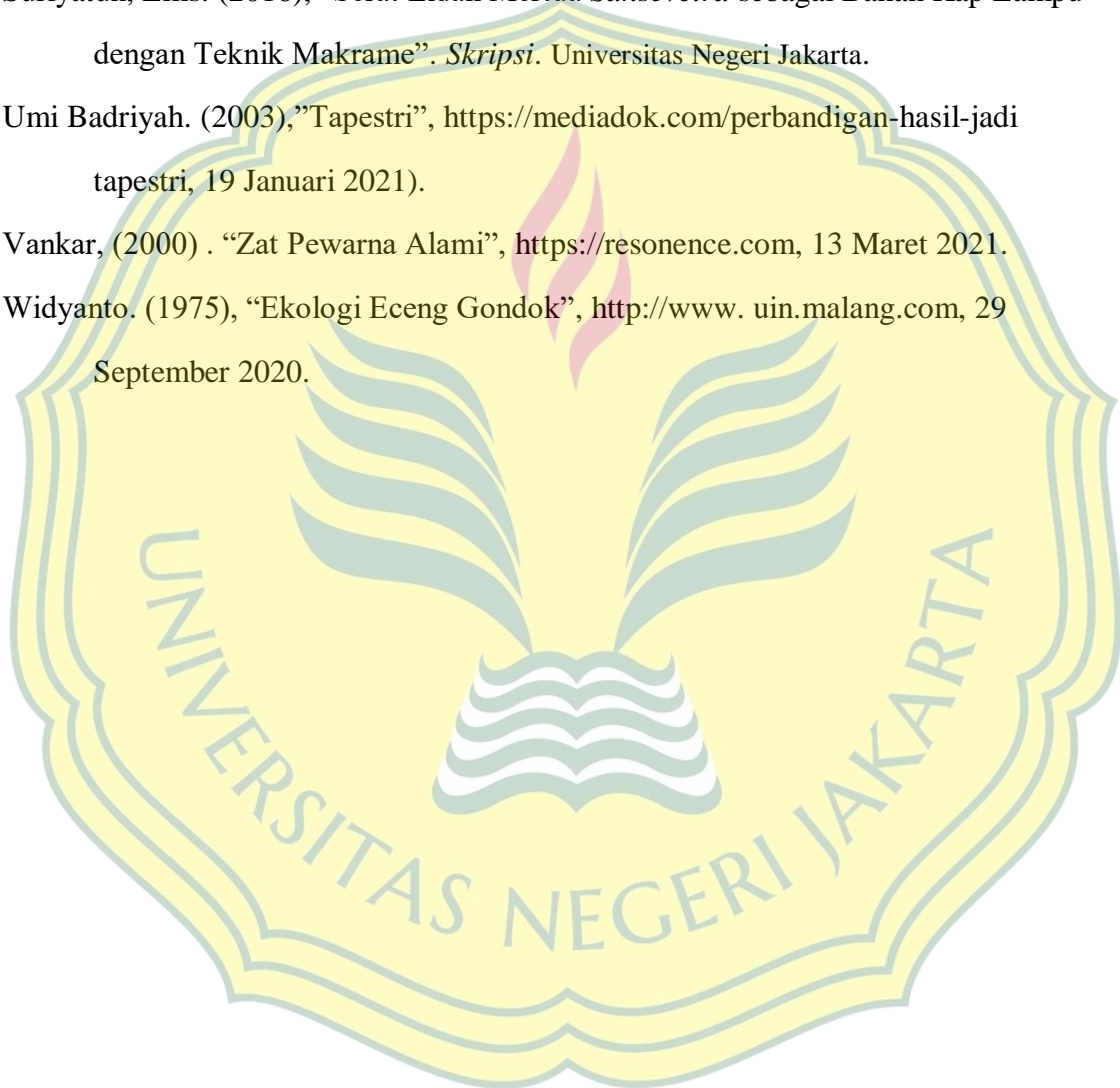 dengan Teknik Makrame”. Skripsi. Universitas Negeri Jakarta.
Umi Badriyah. (2003),”Tapestri”, https://mediadok.com/perbandigan-hasil-jadi
tapestri, 19 Januari 2021).
Vankar, (2000) . “Zat Pewarna Alami”, https://resonence.com, 13 Maret 2021.
Widyanto. (1975), “Ekologi Eceng Gondok”, http://www. uin.malang.com, 29
September 2020.
UNIVERSITAS NEGERI JAKARTA